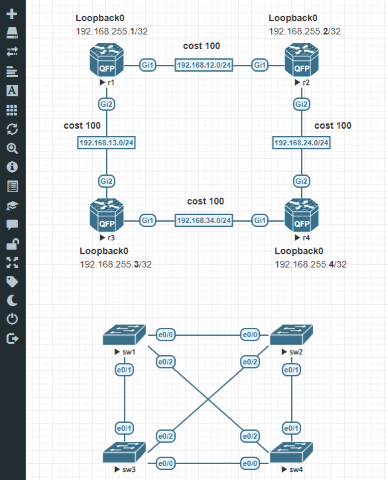 Loopback0
192.168.255.1/32
Loopback0
192.168.255.2/32
cost 100
QFP
Gi1
192.168.12.0/24
Gi1
QFP
r1
r2
Gi2
Gi2
cost 100
cost 100
192.168.13.0/24
192.168.24.0/24
Gi2
Gi2
cost 100
QFP
Gi1
192.168.34.0/24
Gi1
QFP
r3
r4
Loopback0
192.168.255.3/32
Loopback0
192.168.255.4/32
e0/0
e0/0
sw1
sw2
e0/1
e0/2
e0/2
e0/1
e0/1
e0/2
e0/2
e0/1
e0/0
e0/0
sw3
sw4
A